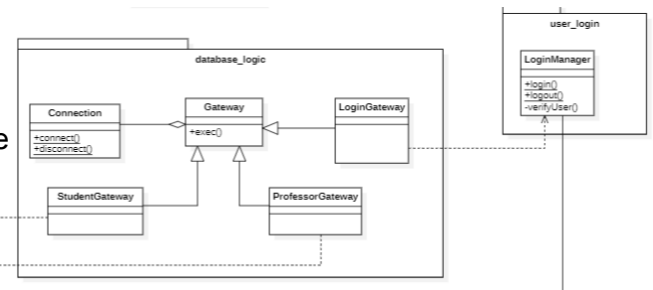 user_login
LoginManager
+login()
+logout()
-verifyUser()
database_logic
Connection
+connect()
+disconnect()
Gateway
+exec()
LoginGateway
e
StudentGateway
ProfessorGateway